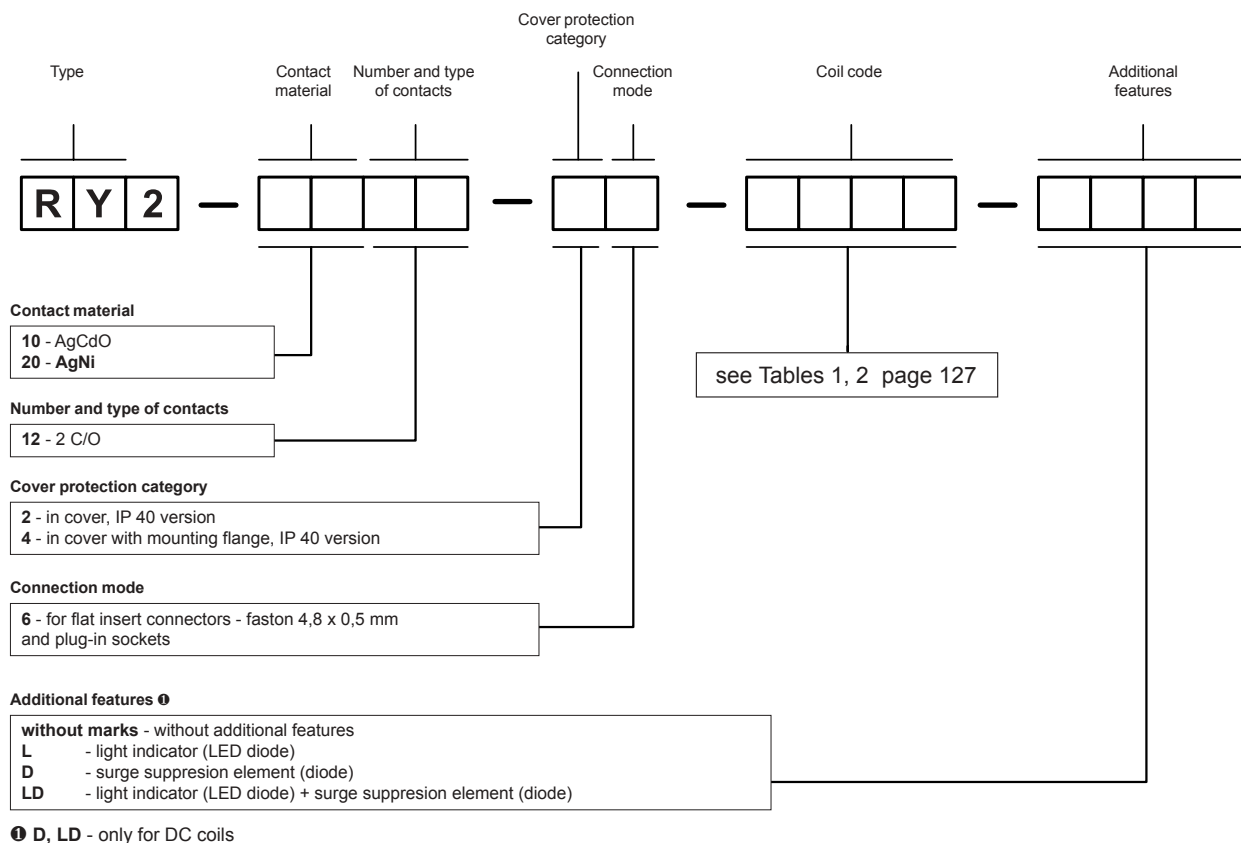 Cover protection
category
Type
Contact
material
Number and type
of contacts
Connection
mode
Coil code
Additional
features
R Y 2 — — — —
Contact material
10 - AgCdO
20 - AgNi
see Tables 1, 2 page 127
Number and type of contacts
12 - 2 C/O
Cover protection category
2 - in cover, IP 40 version
4 - in cover with mounting flange, IP 40 version
Connection mode
6 - for flat insert connectors - faston 4,8 x 0,5 mm
and plug-in sockets
Additional features ❶
without marks - without additional features
L - light indicator (LED diode)
D - surge suppresion element (diode)
LD - light indicator (LED diode) + surge suppresion element (diode)
❶ D, LD - only for DC coils